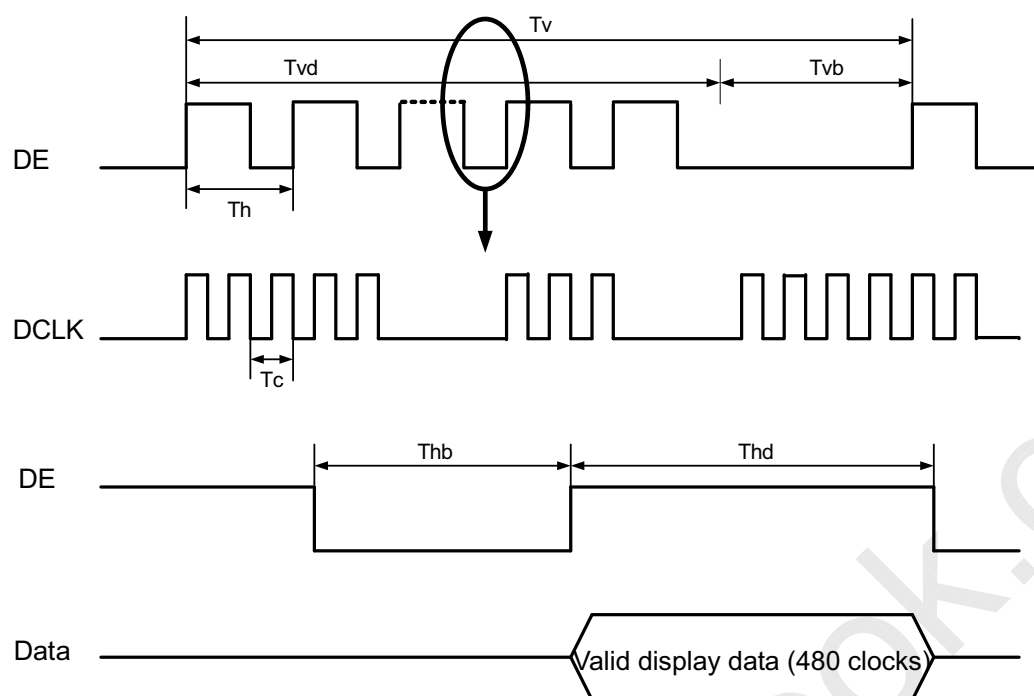 Tv
Tvd Tvb
DE
Th
DCLK
Tc
Thb Thd
DE
Data Valid display data (480 clocks)